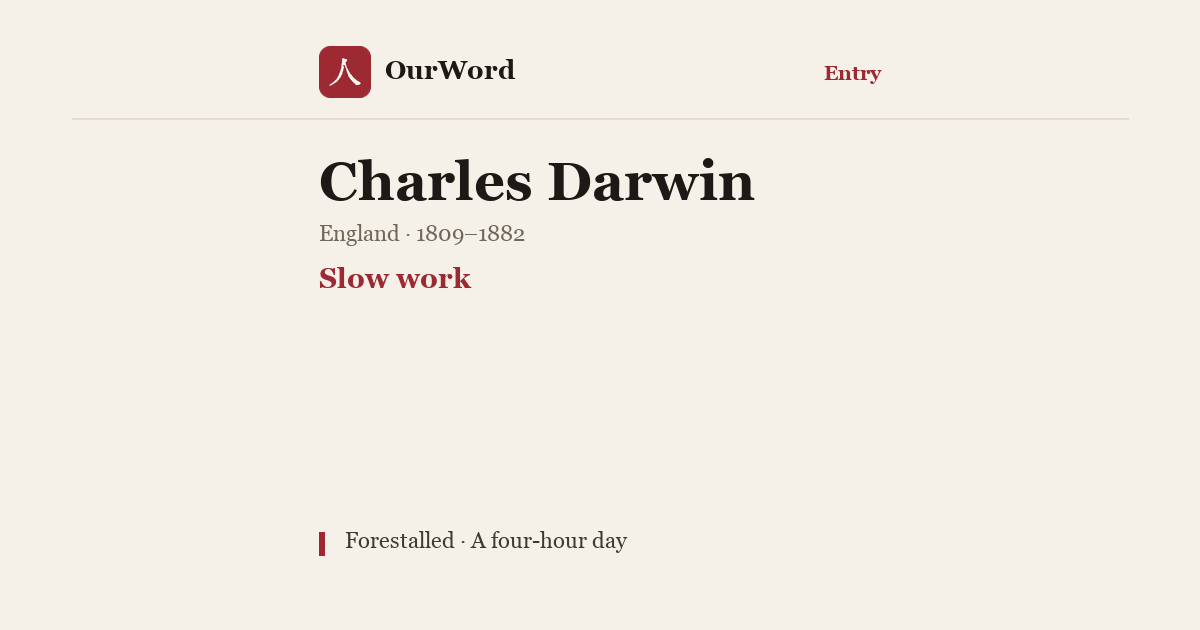 人 OurWord
Entry
Charles Darwin
England · 1809–1882
Slow work
Forestalled · A four-hour day